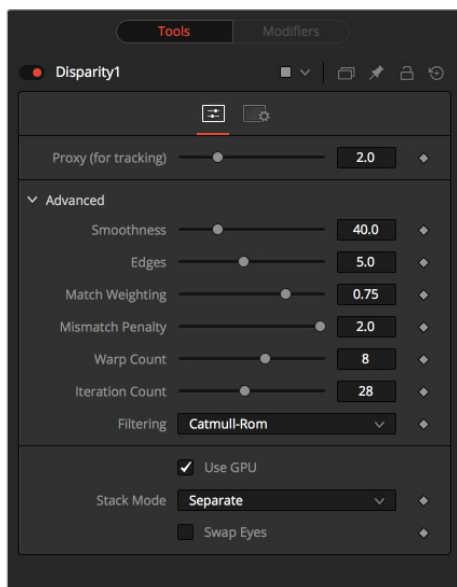 Tools Modifiers
Disparity1
Proxy (for tracking) 2.0
Advanced
Smoothness 40.0
Edges 5.0
Match Weighting 0.75
Mismatch Penalty 2.0
Warp Count 8
Iteration Count 28
Filtering Catmull-Rom
Use GPU
Stack Mode Separate
Swap Eyes